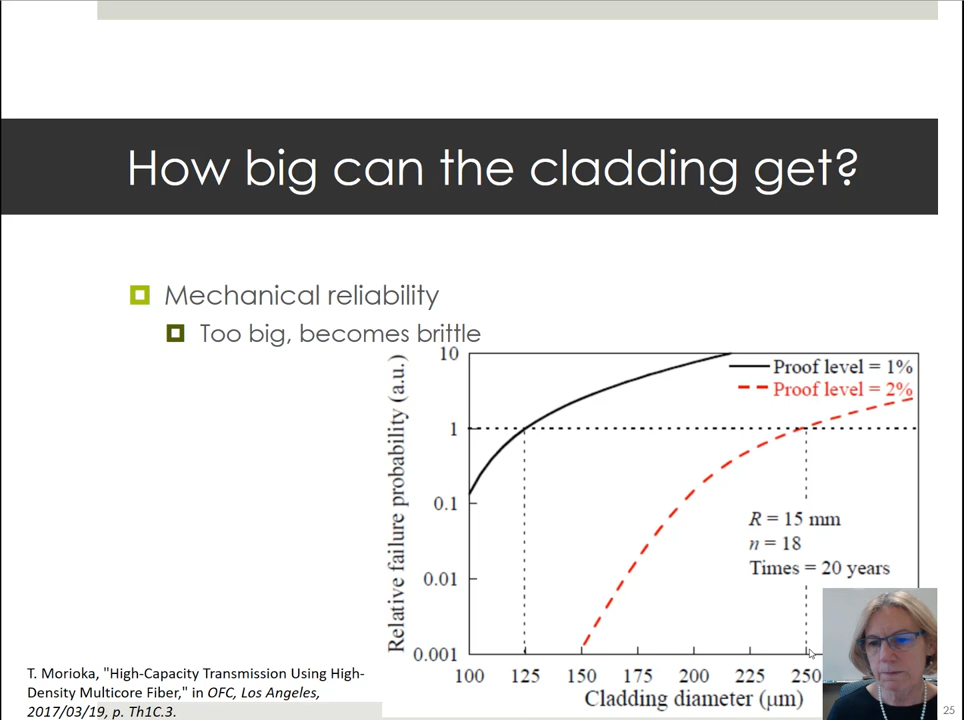 How big can the cladding get?
Mechanical reliability
Too big, becomes brittle
Relative failure probability (a.u.)
10
1
0.1
0.01
0.001
Proof level = 1%
Proof level = 2%
R = 15 mm
n = 18
Times = 20 years
100 125 150 175 200 225 250
Cladding diameter (μm)
T. Morioka, "High-Capacity Transmission Using High-
Density Multicore Fiber," in OFC, Los Angeles,
2017/03/19, p. Th1C.3.
25